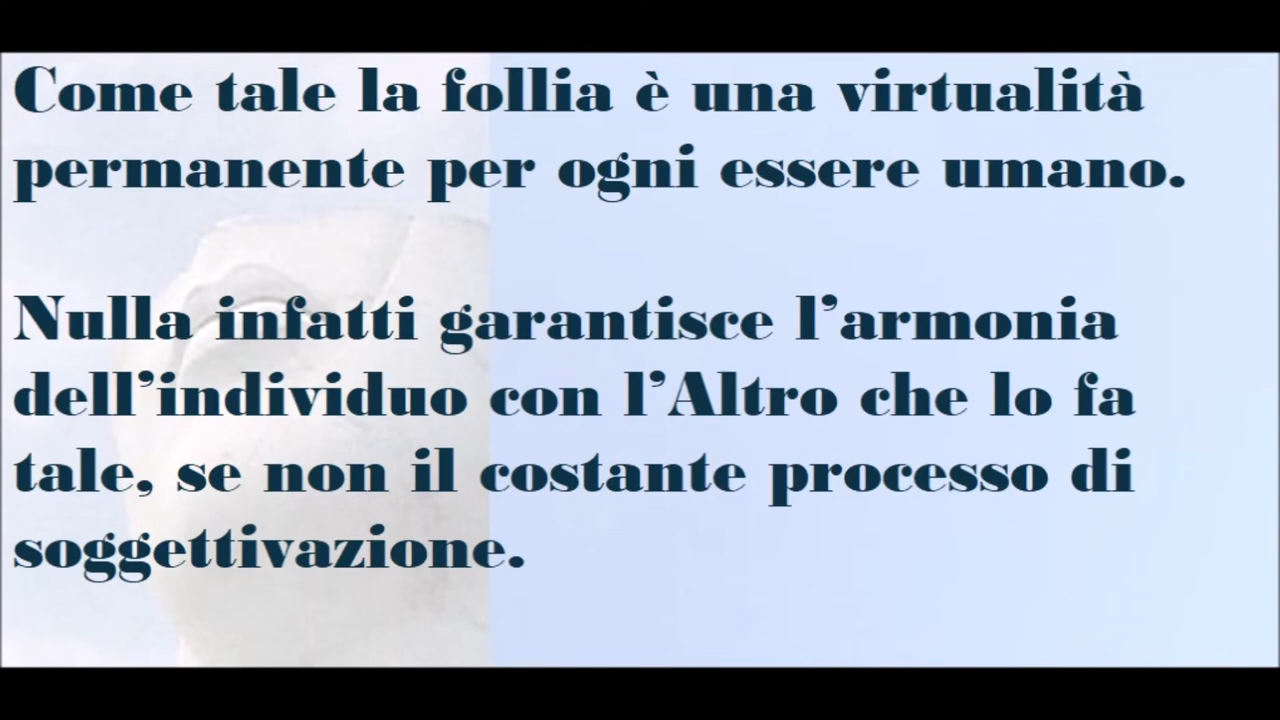 Come tale la follia è una virtualità
permanente per ogni essere umano.
Nulla infatti garantisce l’armonia
dell’individuo con l’Altro che lo fa
tale, se non il costante processo di
soggettivazione.